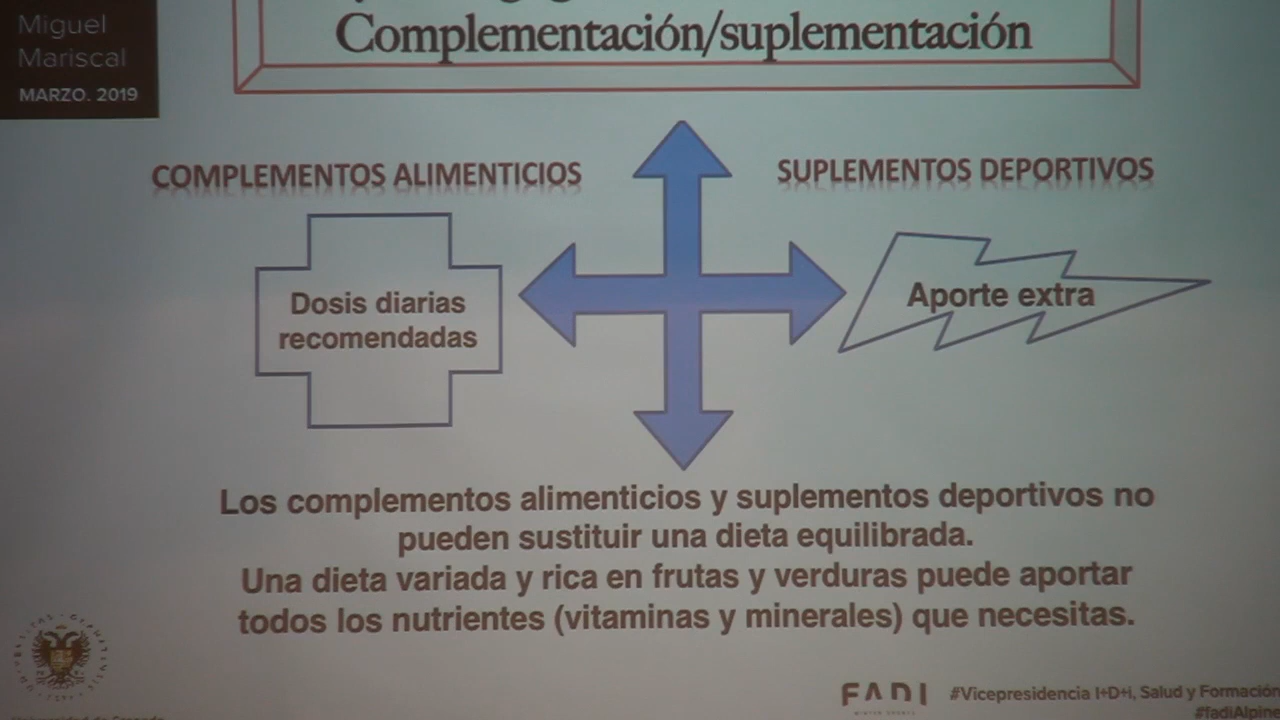 Miguel
Mariscal
MARZO. 2019
Complementación/suplementación
COMPLEMENTOS ALIMENTICIOS
SUPLEMENTOS DEPORTIVOS
Dosis diarias
recomendadas
Aporte extra
Los complementos alimenticios y suplementos deportivos no
pueden sustituir una dieta equilibrada.
Una dieta variada y rica en frutas y verduras puede aportar
todos los nutrientes (vitaminas y minerales) que necesitas.
FADI
#Vicepresidencia I+D+i, Salud y Formación
#fadiAlpine